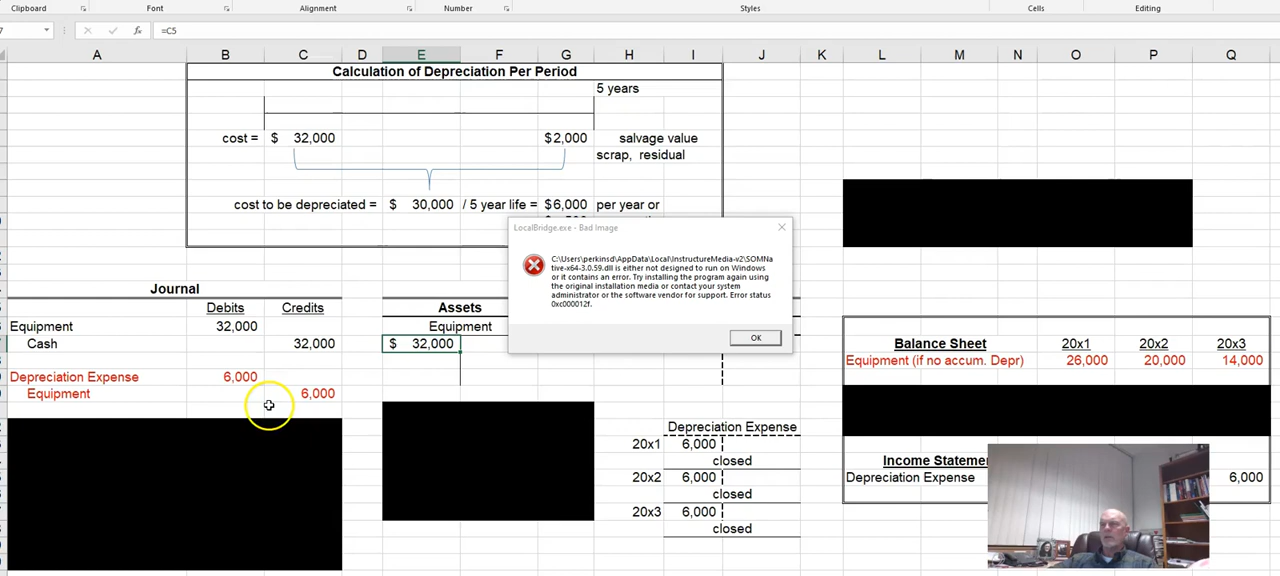 Clipboard Font Alignment Number Styles Cells Editing
fx =C5
A B C D E F G H I J K L M N O P Q
Calculation of Depreciation Per Period
5 years
cost = $ 32,000 $2,000 salvage value
scrap, residual
cost to be depreciated = $ 30,000 / 5 year life = $6,000 per year or
LocalBridge.exe - Bad Image
C:\Users\perkinsd\AppData\Local\InstructureMedia-v2\SOMNa
tive-x64-3.0.59.dll is either not designed to run on Windows
or it contains an error. Try installing the program again using
the original installation media or contact your system
administrator or the software vendor for support. Error status
0xc000012f.
OK
Journal
Debits Credits
Equipment 32,000
Cash 32,000
Depreciation Expense 6,000
Equipment 6,000
Assets
Equipment
$ 32,000
Depreciation Expense
20x1 6,000
closed
20x2 6,000
closed
20x3 6,000
closed
Balance Sheet 20x1 20x2 20x3
Equipment (if no accum. Depr) 26,000 20,000 14,000
Income Statem
Depreciation Expense 6,000